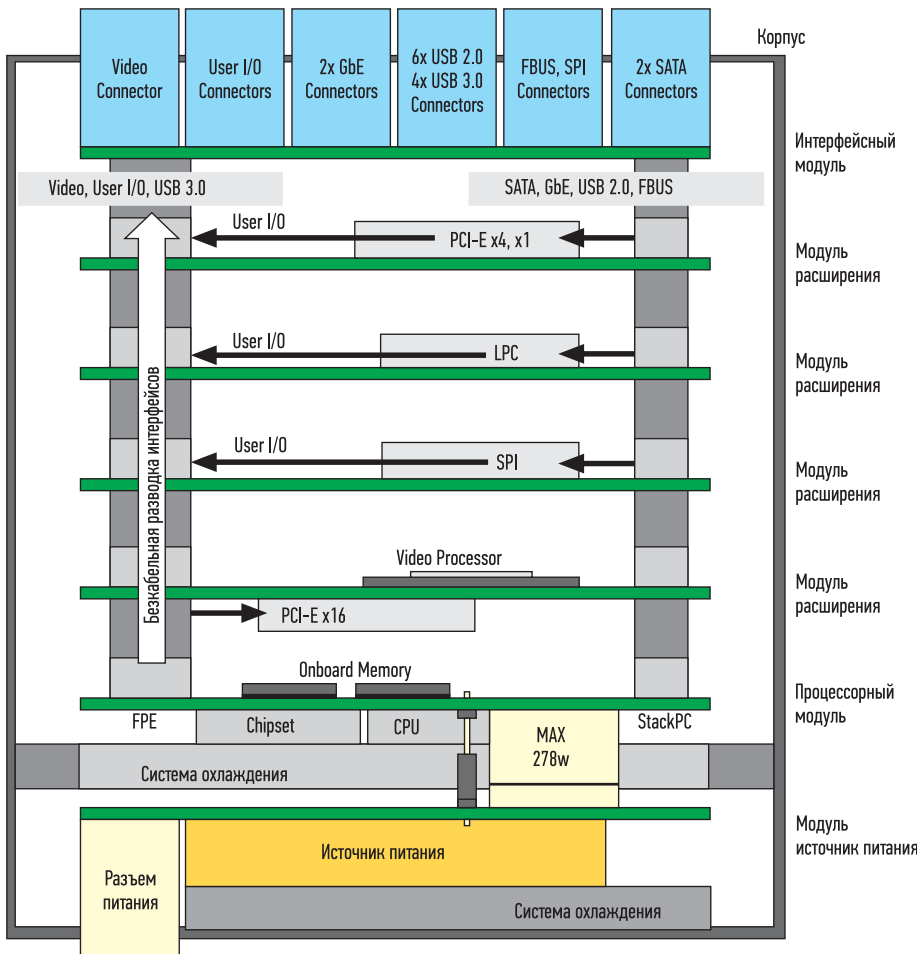 Корпус
Video
Connector
User I/O
Connectors
2x GbE
Connectors
6x USB 2.0
4x USB 3.0
Connectors
FBUS, SPI
Connectors
2x SATA
Connectors
Интерфейсный
модуль
Video, User I/O, USB 3.0
SATA, GbE, USB 2.0, FBUS
User I/O
PCI-E x4, x1
Модуль
расширения
User I/O
LPC
Модуль
расширения
User I/O
SPI
Модуль
расширения
Безкабельная разводка интерфейсов
Video Processor
Модуль
расширения
PCI-E x16
Onboard Memory
Процессорный
модуль
FPE
Chipset
CPU
MAX
278w
StackPC
Система охлаждения
Модуль
источник питания
Источник питания
Разъем
питания
Система охлаждения